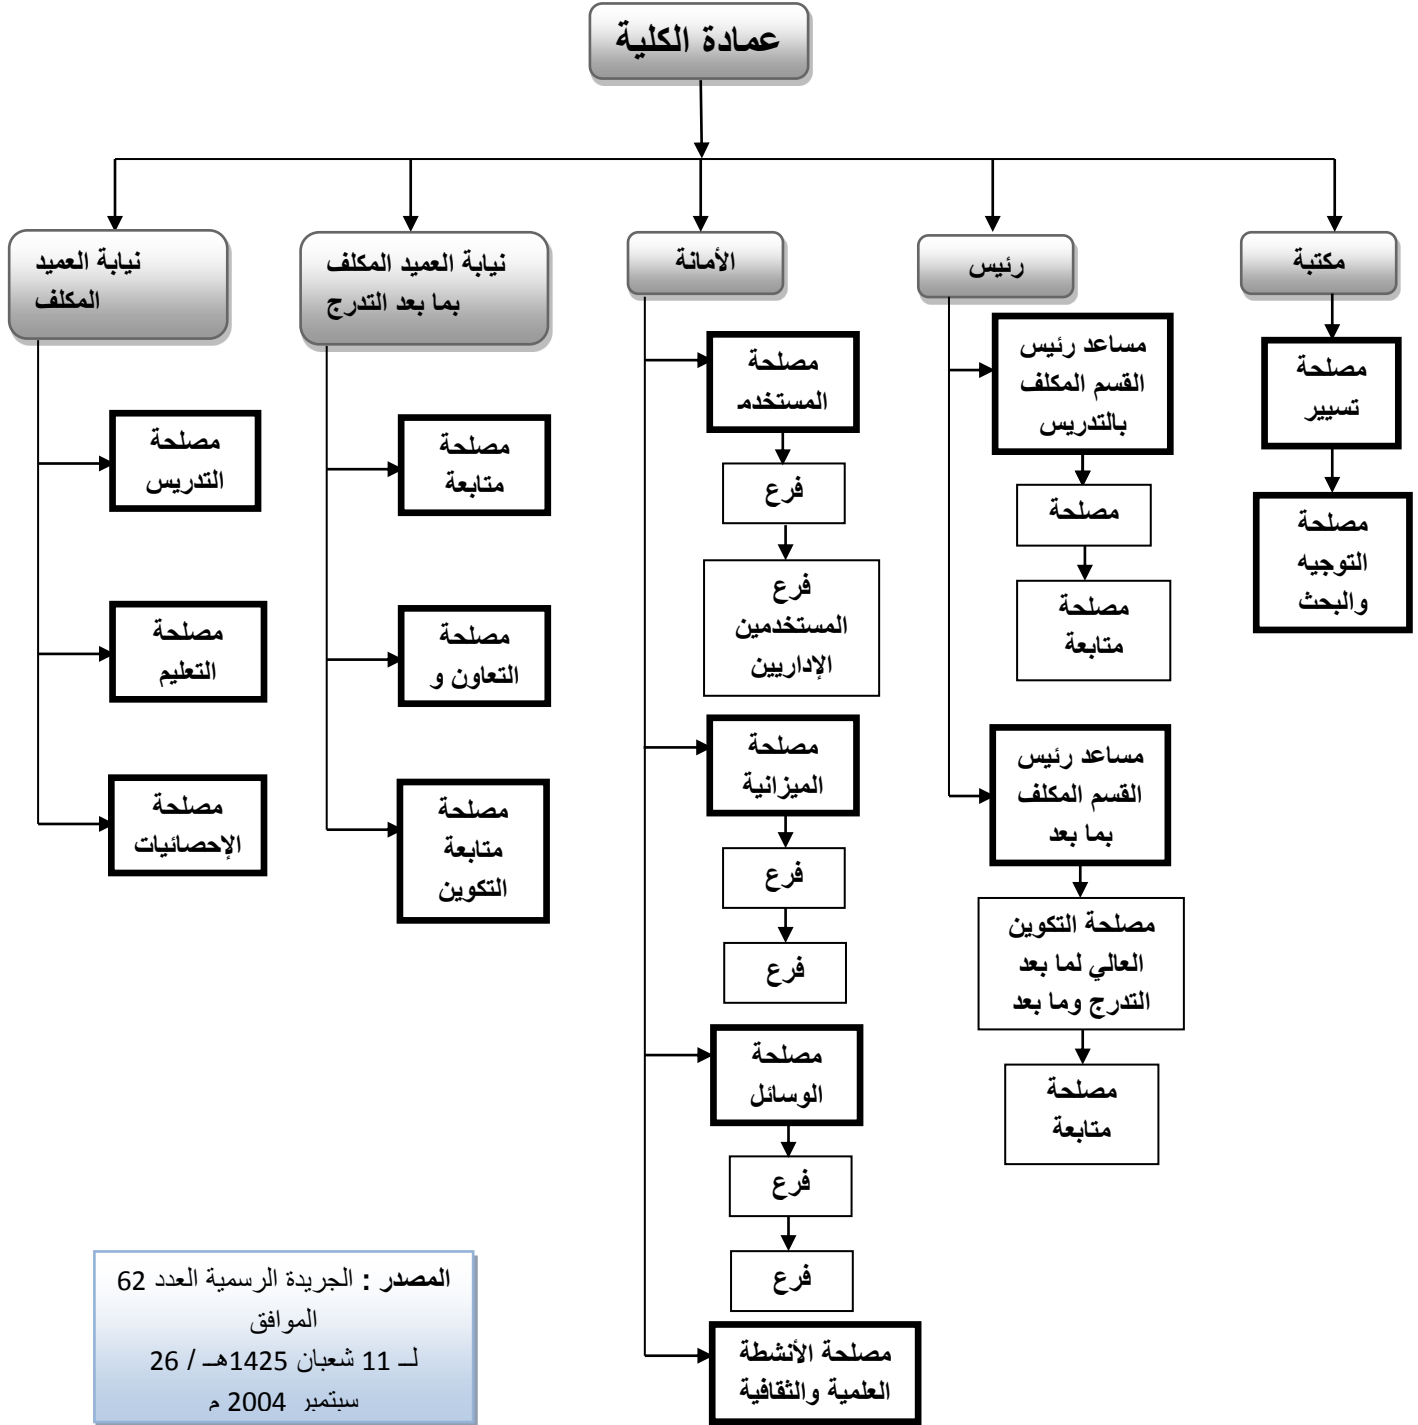 عمادة الكلية
مكتبة
مصلحة
تسيير
مصلحة
التوجيه
والبحث
رئيس
مساعد رئيس
القسم المكلف
بالتدريس
مصلحة
مصلحة
متابعة
مساعد رئيس
القسم المكلف
بما بعد
مصلحة التكوين
العالي لما بعد
التدرج وما بعد
مصلحة
متابعة
الأمانة
مصلحة
المستخدمـ
فرع
فرع
المستخدمين
الإداريين
مصلحة
الميزانية
فرع
فرع
مصلحة
الوسائل
فرع
فرع
مصلحة الأنشطة
العلمية والثقافية
نيابة العميد المكلف
بما بعد التدرج
مصلحة
متابعة
مصلحة
التعاون و
مصلحة
متابعة
التكوين
نيابة العميد
المكلف
مصلحة
التدريس
مصلحة
التعليم
مصلحة
الإحصائيات
المصدر : الجريدة الرسمية العدد 62
الموافق
لـ 11 شعبان 1425هـ / 26
سبتمبر 2004 م